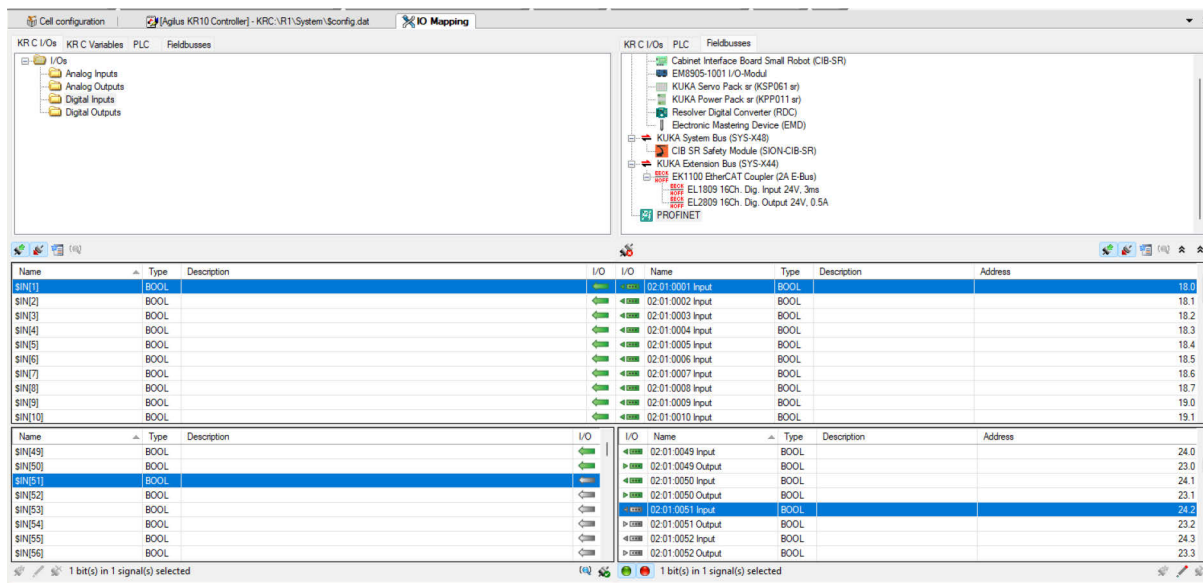 Cell configuration
[Agilus KR10 Controller] - KRC:\R1\System\$config.dat
IO Mapping
KR C I/Os KR C Variables PLC Fieldbusses
I/Os
Analog Inputs
Analog Outputs
Digital Inputs
Digital Outputs
KR C I/Os PLC Fieldbusses
Cabinet Interface Board Small Robot (CIB-SR)
EM8905-1001 I/O-Modul
KUKA Servo Pack sr (KSP061 sr)
KUKA Power Pack sr (KPP011 sr)
Resolver Digital Converter (RDC)
Electronic Mastering Device (EMD)
KUKA System Bus (SYS-X48)
CIB SR Safety Module (SION-CIB-SR)
KUKA Extension Bus (SYS-X44)
EK1100 EtherCAT Coupler (2A E-Bus)
EL1809 16Ch. Dig. Input 24V, 3ms
EL2809 16Ch. Dig. Output 24V, 0.5A
PROFINET
Name Type Description I/O I/O Name Type Description Address
$IN[1] BOOL 02:01:0001 Input BOOL 18.0
$IN[2] BOOL 02:01:0002 Input BOOL 18.1
$IN[3] BOOL 02:01:0003 Input BOOL 18.2
$IN[4] BOOL 02:01:0004 Input BOOL 18.3
$IN[5] BOOL 02:01:0005 Input BOOL 18.4
$IN[6] BOOL 02:01:0006 Input BOOL 18.5
$IN[7] BOOL 02:01:0007 Input BOOL 18.6
$IN[8] BOOL 02:01:0008 Input BOOL 18.7
$IN[9] BOOL 02:01:0009 Input BOOL 19.0
$IN[10] BOOL 02:01:0010 Input BOOL 19.1
Name Type Description I/O I/O Name Type Description Address
$IN[49] BOOL 02:01:0049 Input BOOL 24.0
$IN[50] BOOL 02:01:0049 Output BOOL 23.0
$IN[51] BOOL 02:01:0050 Input BOOL 24.1
$IN[52] BOOL 02:01:0050 Output BOOL 23.1
$IN[53] BOOL 02:01:0051 Input BOOL 24.2
$IN[54] BOOL 02:01:0051 Output BOOL 23.2
$IN[55] BOOL 02:01:0052 Input BOOL 24.3
$IN[56] BOOL 02:01:0052 Output BOOL 23.3
1 bit(s) in 1 signal(s) selected 1 bit(s) in 1 signal(s) selected